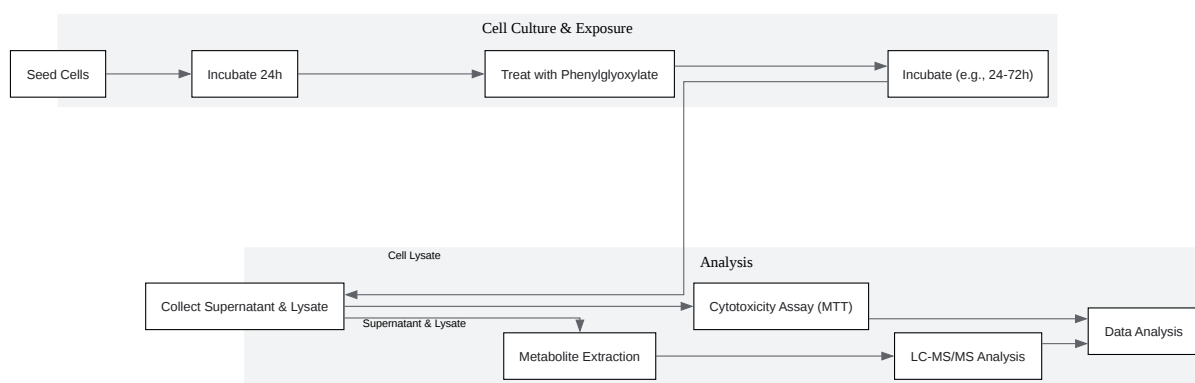 Cell Culture & Exposure
Seed Cells
Incubate 24h
Treat with Phenylglyoxylate
Incubate (e.g., 24-72h)
Cell Lysate
Analysis
Collect Supernatant & Lysate
Cytotoxicity Assay (MTT)
Supernatant & Lysate
Data Analysis
Metabolite Extraction
LC-MS/MS Analysis